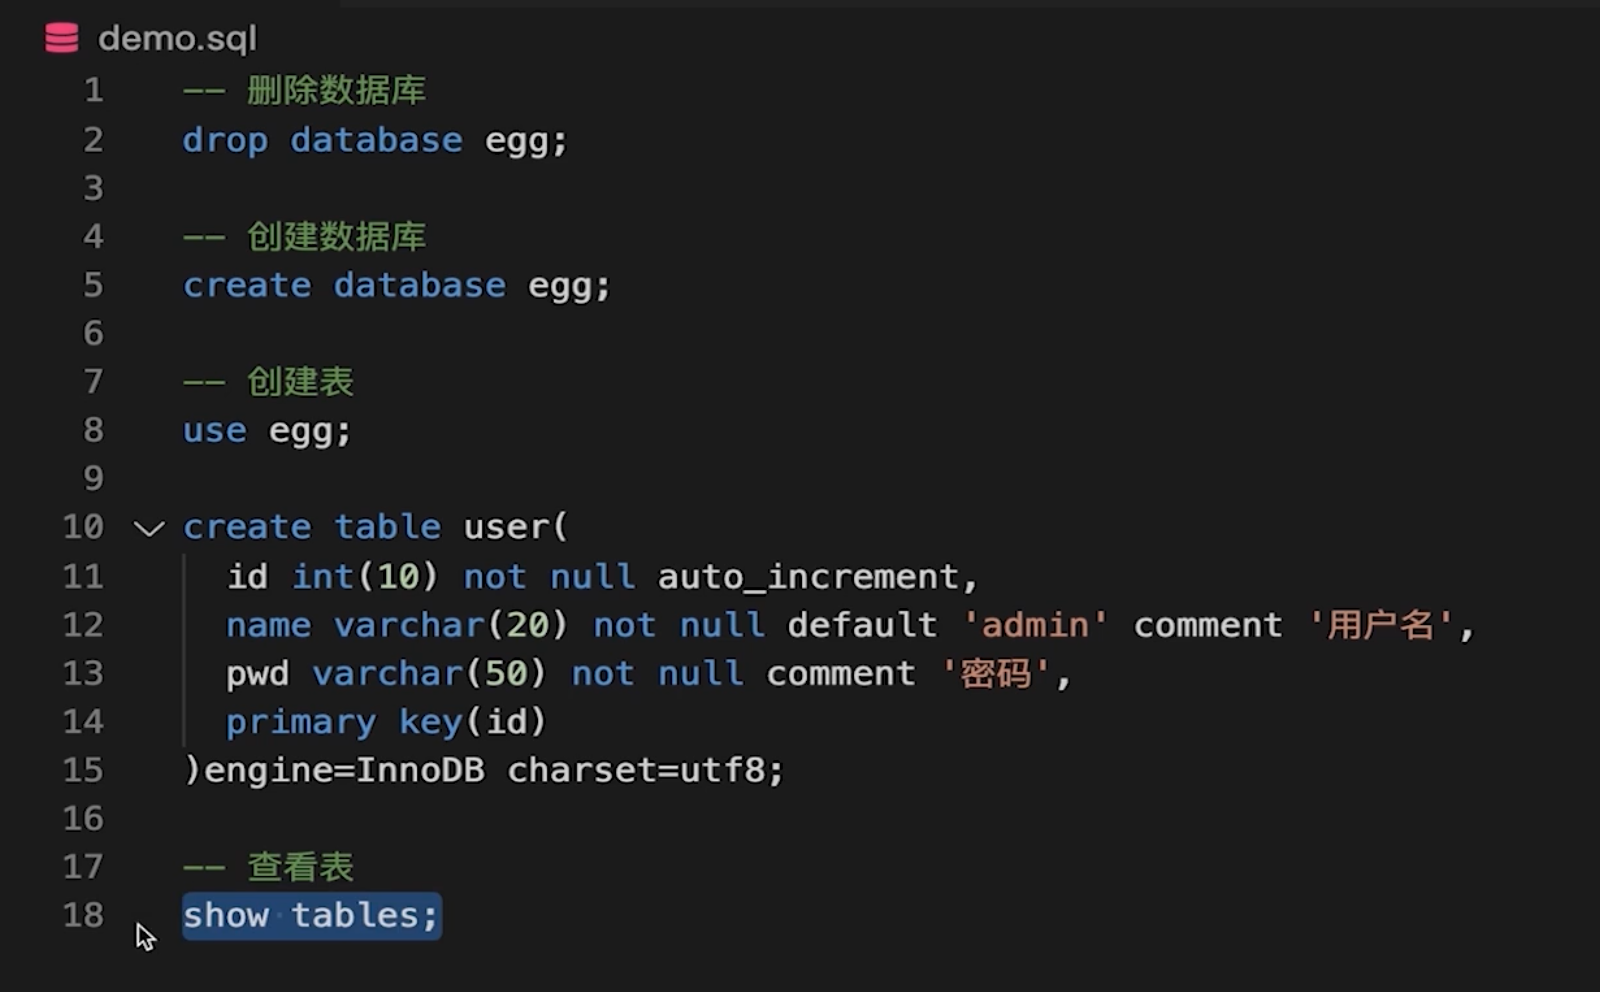 demo.sql
1 -- 删除数据库
2 drop database egg;
3
4 -- 创建数据库
5 create database egg;
6
7 -- 创建表
8 use egg;
9
10 create table user(
11 id int(10) not null auto_increment,
12 name varchar(20) not null default 'admin' comment '用户名',
13 pwd varchar(50) not null comment '密码',
14 primary key(id)
15 )engine=InnoDB charset=utf8;
16
17 -- 查看表
18 show tables;